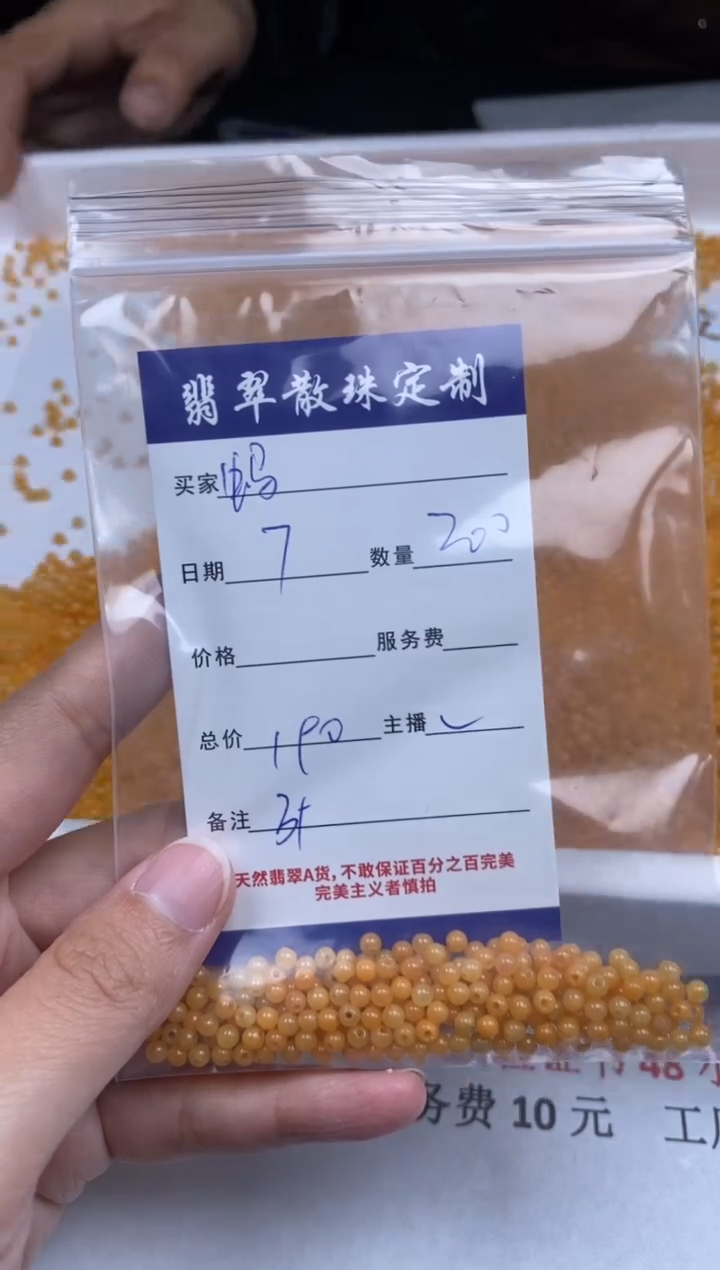 翡翠散珠定制
买家
日期 7 数量 200
价格 服务费
总价 190 主播
备注 3#
天然翡翠A货,不敢保证百分之百完美
完美主义者慎拍
务费 10 元 工